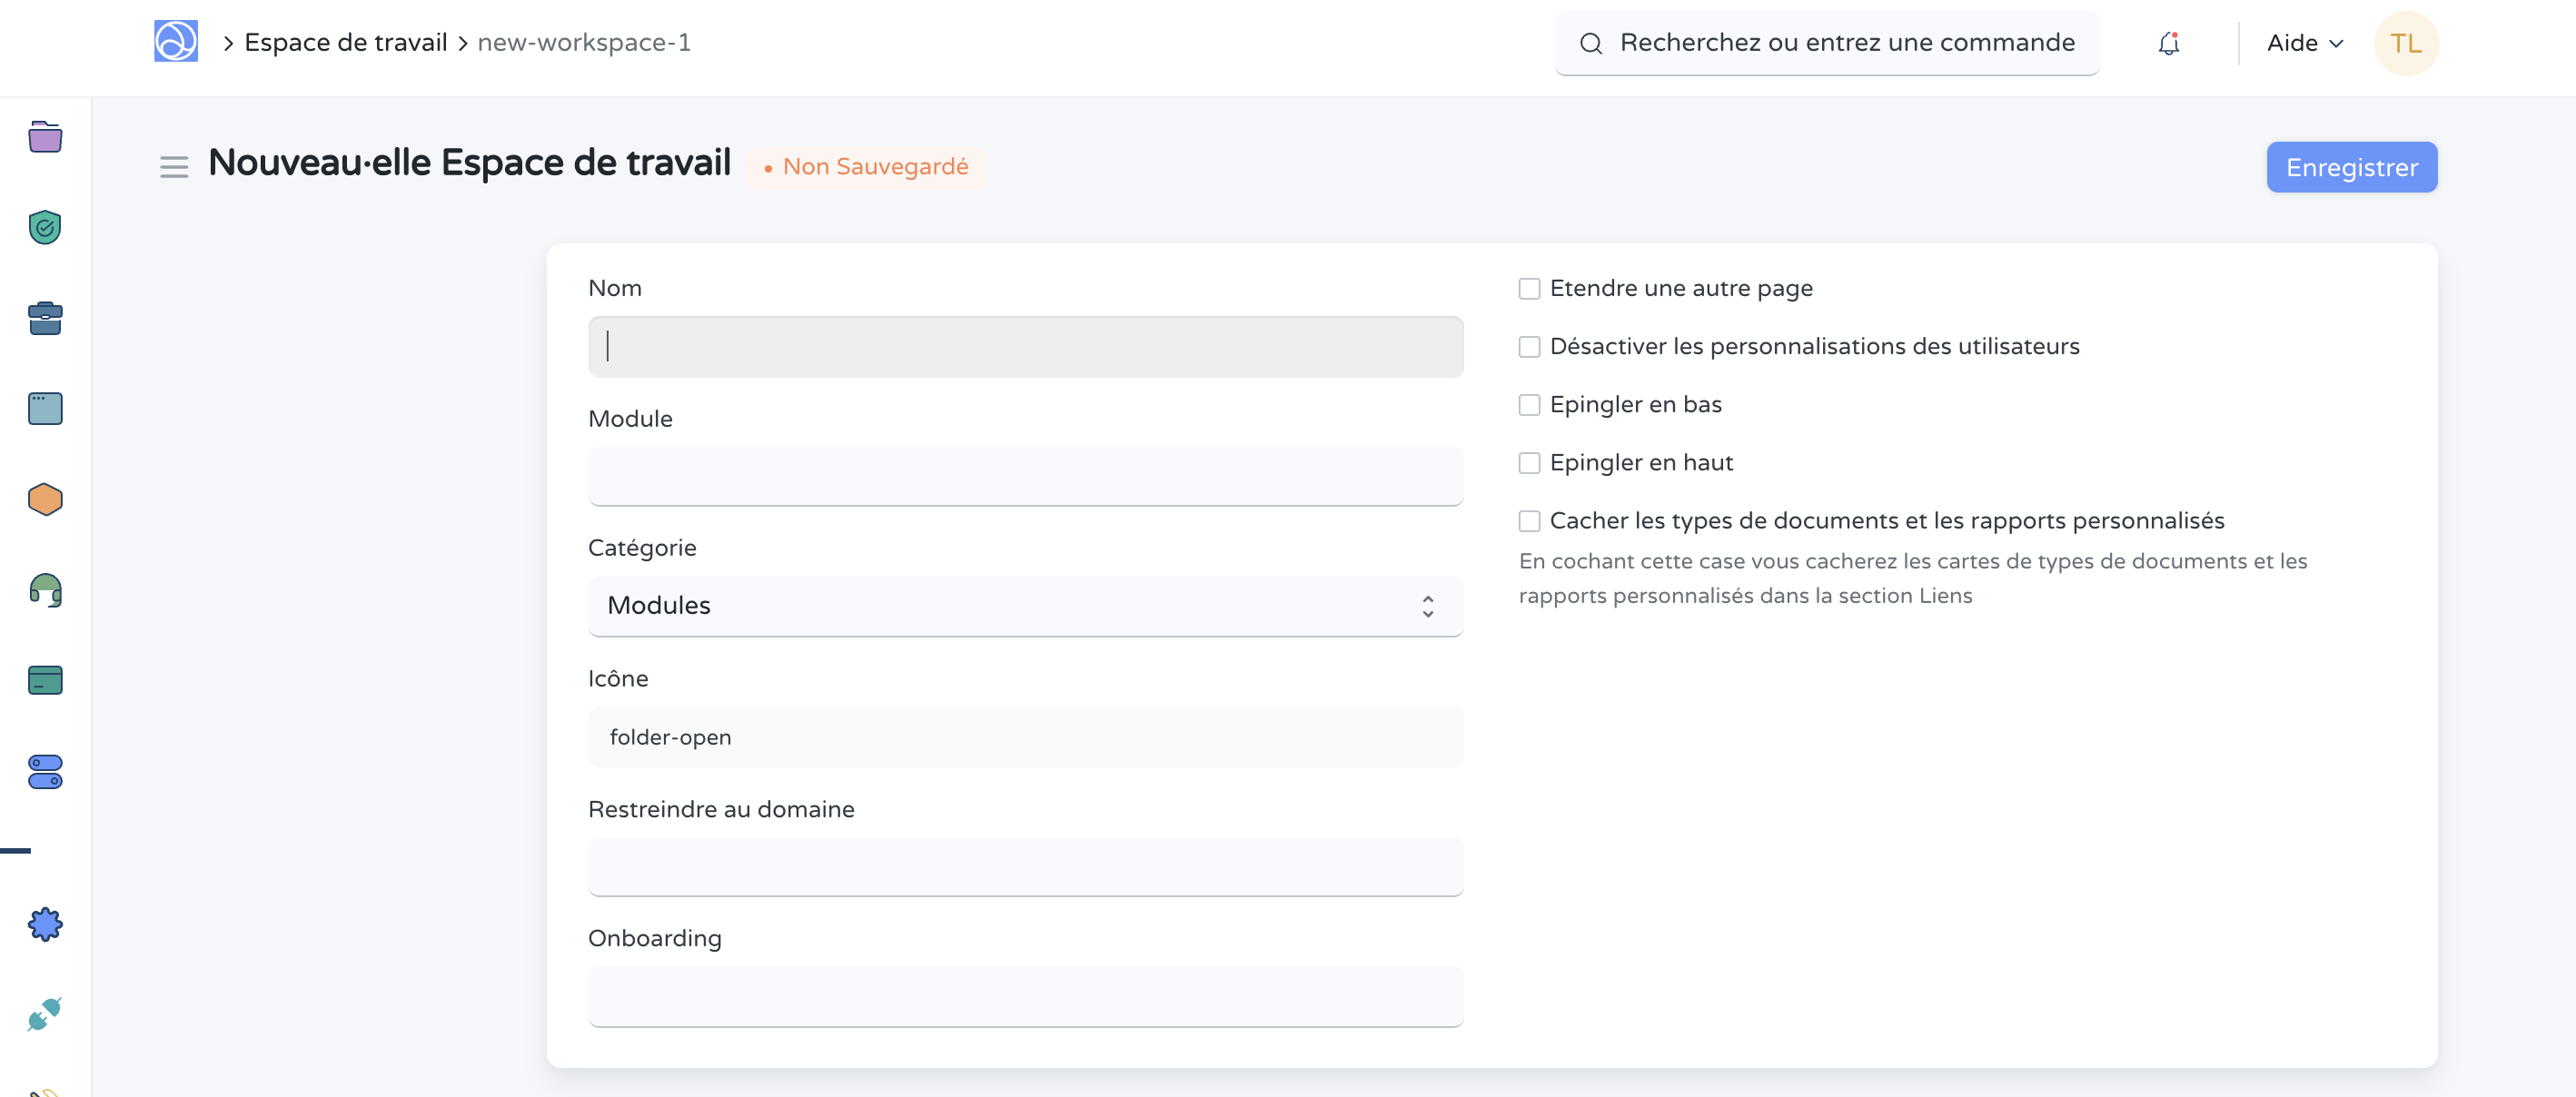 Espace de travail
new-workspace-1
Recherchez ou entrez une commande
Aide
TL
Nouveau·elle Espace de travail
Non Sauvegardé
Enregistrer
Nom
Module
Catégorie
Modules
Icône
folder-open
Restreindre au domaine
Onboarding
Etendre une autre page
Désactiver les personnalisations des utilisateurs
Epingler en bas
Epingler en haut
Cacher les types de documents et les rapports personnalisés
En cochant cette case vous cacherez les cartes de types de documents et les
rapports personnalisés dans la section Liens